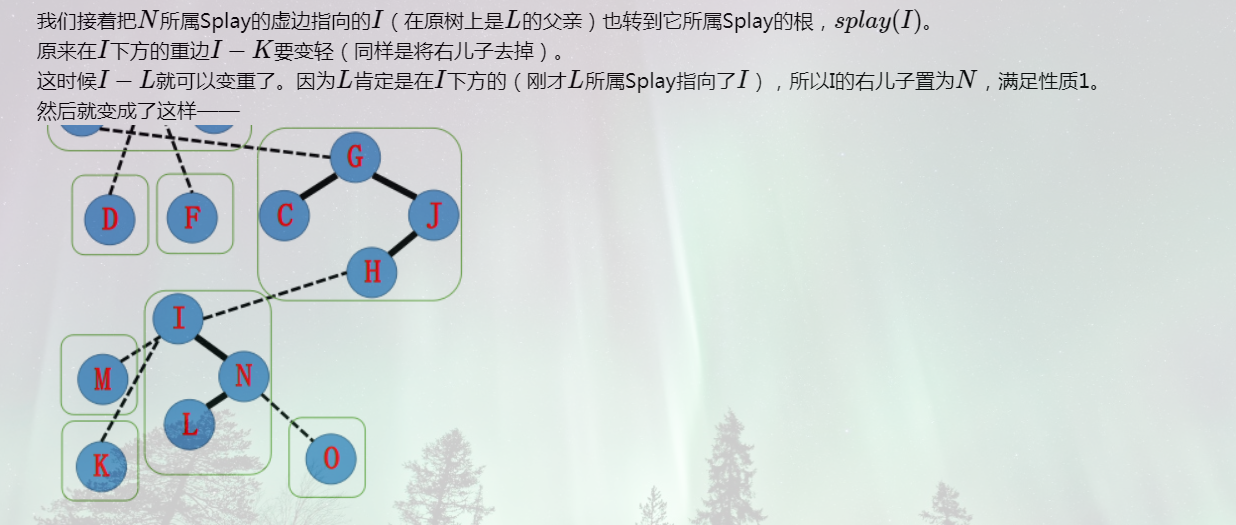 我们接着把N所属Splay的虚边指向的I（在原树上是L的父亲）也转到它所属Splay的根，splay(I)。
原来在I下方的重边I − K要变轻（同样是将右儿子去掉）。
这时候I − L就可以变重了。因为L肯定是在I下方的（刚才L所属Splay指向了I），所以I的右儿子置为N，满足性质1。
然后就变成了这样——
G
D
F
C
J
H
I
M
N
L
K
O